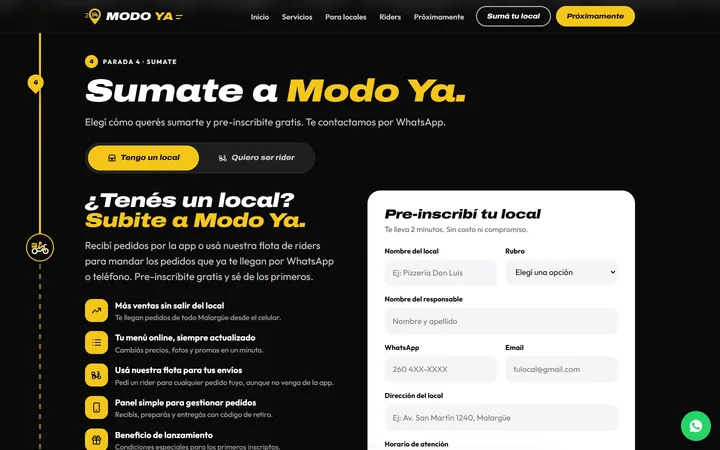 MODO YA
Inicio
Servicios
Para locales
Riders
Próximamente
Sumá tu local
Próximamente
4
4 PARADA 4 · SUMATE
Sumate a Modo Ya.
Elegí cómo querés sumarte y pre-inscribite gratis. Te contactamos por WhatsApp.
Tengo un local
Quiero ser rider
¿Tenés un local?
Subite a Modo Ya.
Recibí pedidos por la app o usá nuestra flota de riders
para mandar los pedidos que ya te llegan por WhatsApp
o teléfono. Pre-inscribite gratis y sé de los primeros.
Más ventas sin salir del local
Te llegan pedidos de todo Malargüe desde el celular.
Tu menú online, siempre actualizado
Cambiás precios, fotos y promos en un minuto.
Usá nuestra flota para tus envíos
Pedí un rider para cualquier pedido tuyo, aunque no venga de la app.
Panel simple para gestionar pedidos
Recibís, preparás y entregás con código de retiro.
Beneficio de lanzamiento
Condiciones especiales para los primeros inscriptos.
Pre-inscribí tu local
Te lleva 2 minutos. Sin costo ni compromiso.
Nombre del local
Rubro
Ej: Pizzería Don Luis
Elegí una opción
Nombre del responsable
Nombre y apellido
WhatsApp
Email
260 4XX-XXXX
tulocal@gmail.com
Dirección del local
Ej: Av. San Martín 1240, Malargüe
Horario de atención